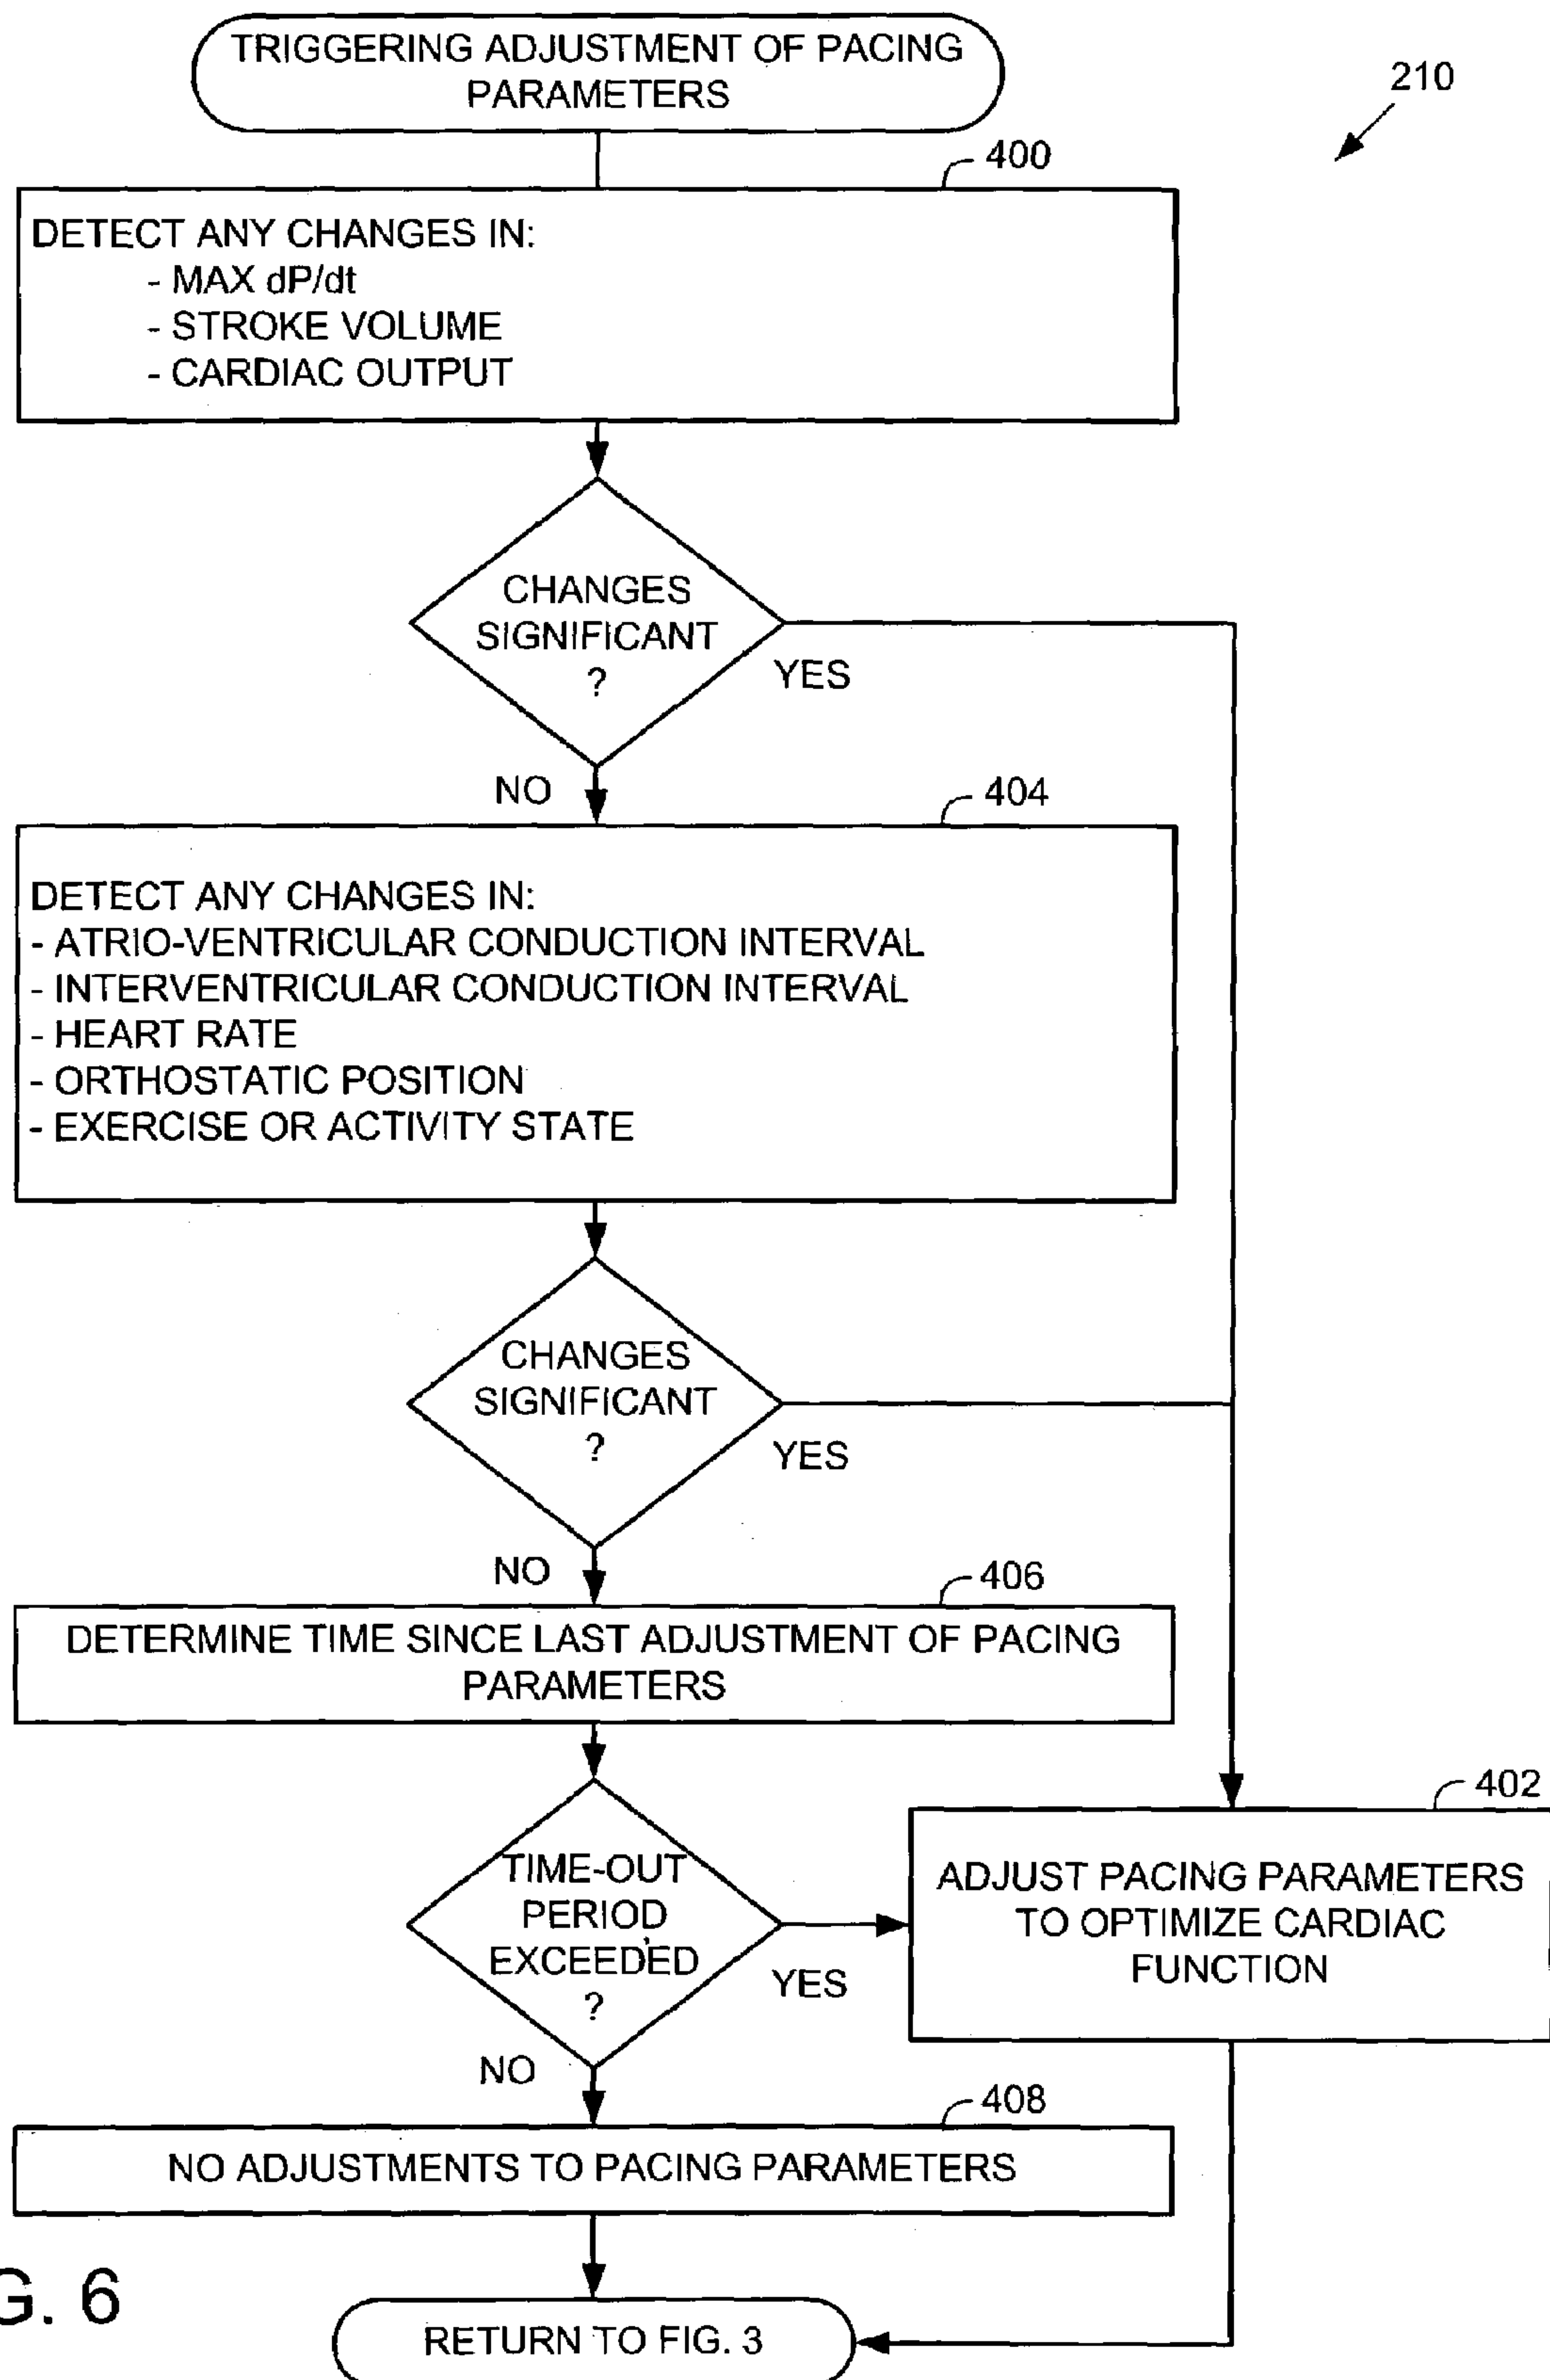 TRIGGERING ADJUSTMENT OF PACING
PARAMETERS
210
400
DETECT ANY CHANGES IN:
- MAX dP/dt
- STROKE VOLUME
- CARDIAC OUTPUT
CHANGES
SIGNIFICANT
?
YES
NO
404
DETECT ANY CHANGES IN:
- ATRIO-VENTRICULAR CONDUCTION INTERVAL
- INTERVENTRICULAR CONDUCTION INTERVAL
- HEART RATE
- ORTHOSTATIC POSITION
- EXERCISE OR ACTIVITY STATE
CHANGES
SIGNIFICANT
?
YES
NO
406
DETERMINE TIME SINCE LAST ADJUSTMENT OF PACING
PARAMETERS
402
TIME-OUT
PERIOD
EXCEEDED
?
YES
ADJUST PACING PARAMETERS
TO OPTIMIZE CARDIAC
FUNCTION
NO
408
NO ADJUSTMENTS TO PACING PARAMETERS
G. 6
RETURN TO FIG. 3